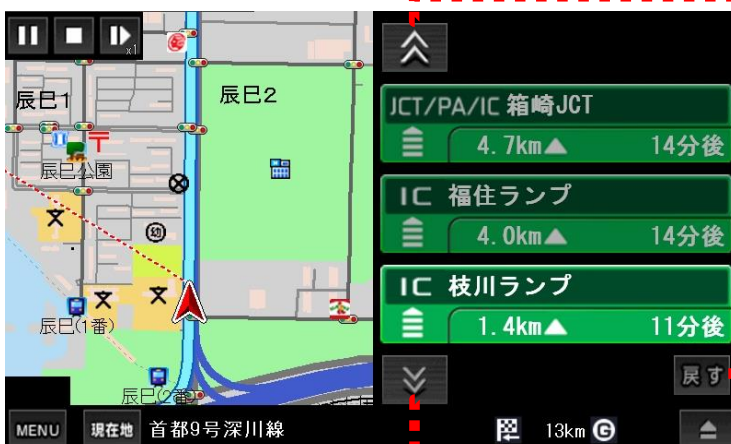 x1
辰巳1
辰巳2
辰巳公園
幼
辰巳(1番)
辰巳(2番)
JCT/PA/IC 箱崎JCT
4.7km▲ 14分後
IC 福住ランプ
4.0km▲ 14分後
IC 枝川ランプ
1.4km▲ 11分後
戻す
MENU 現在地 首都9号深川線 13km G